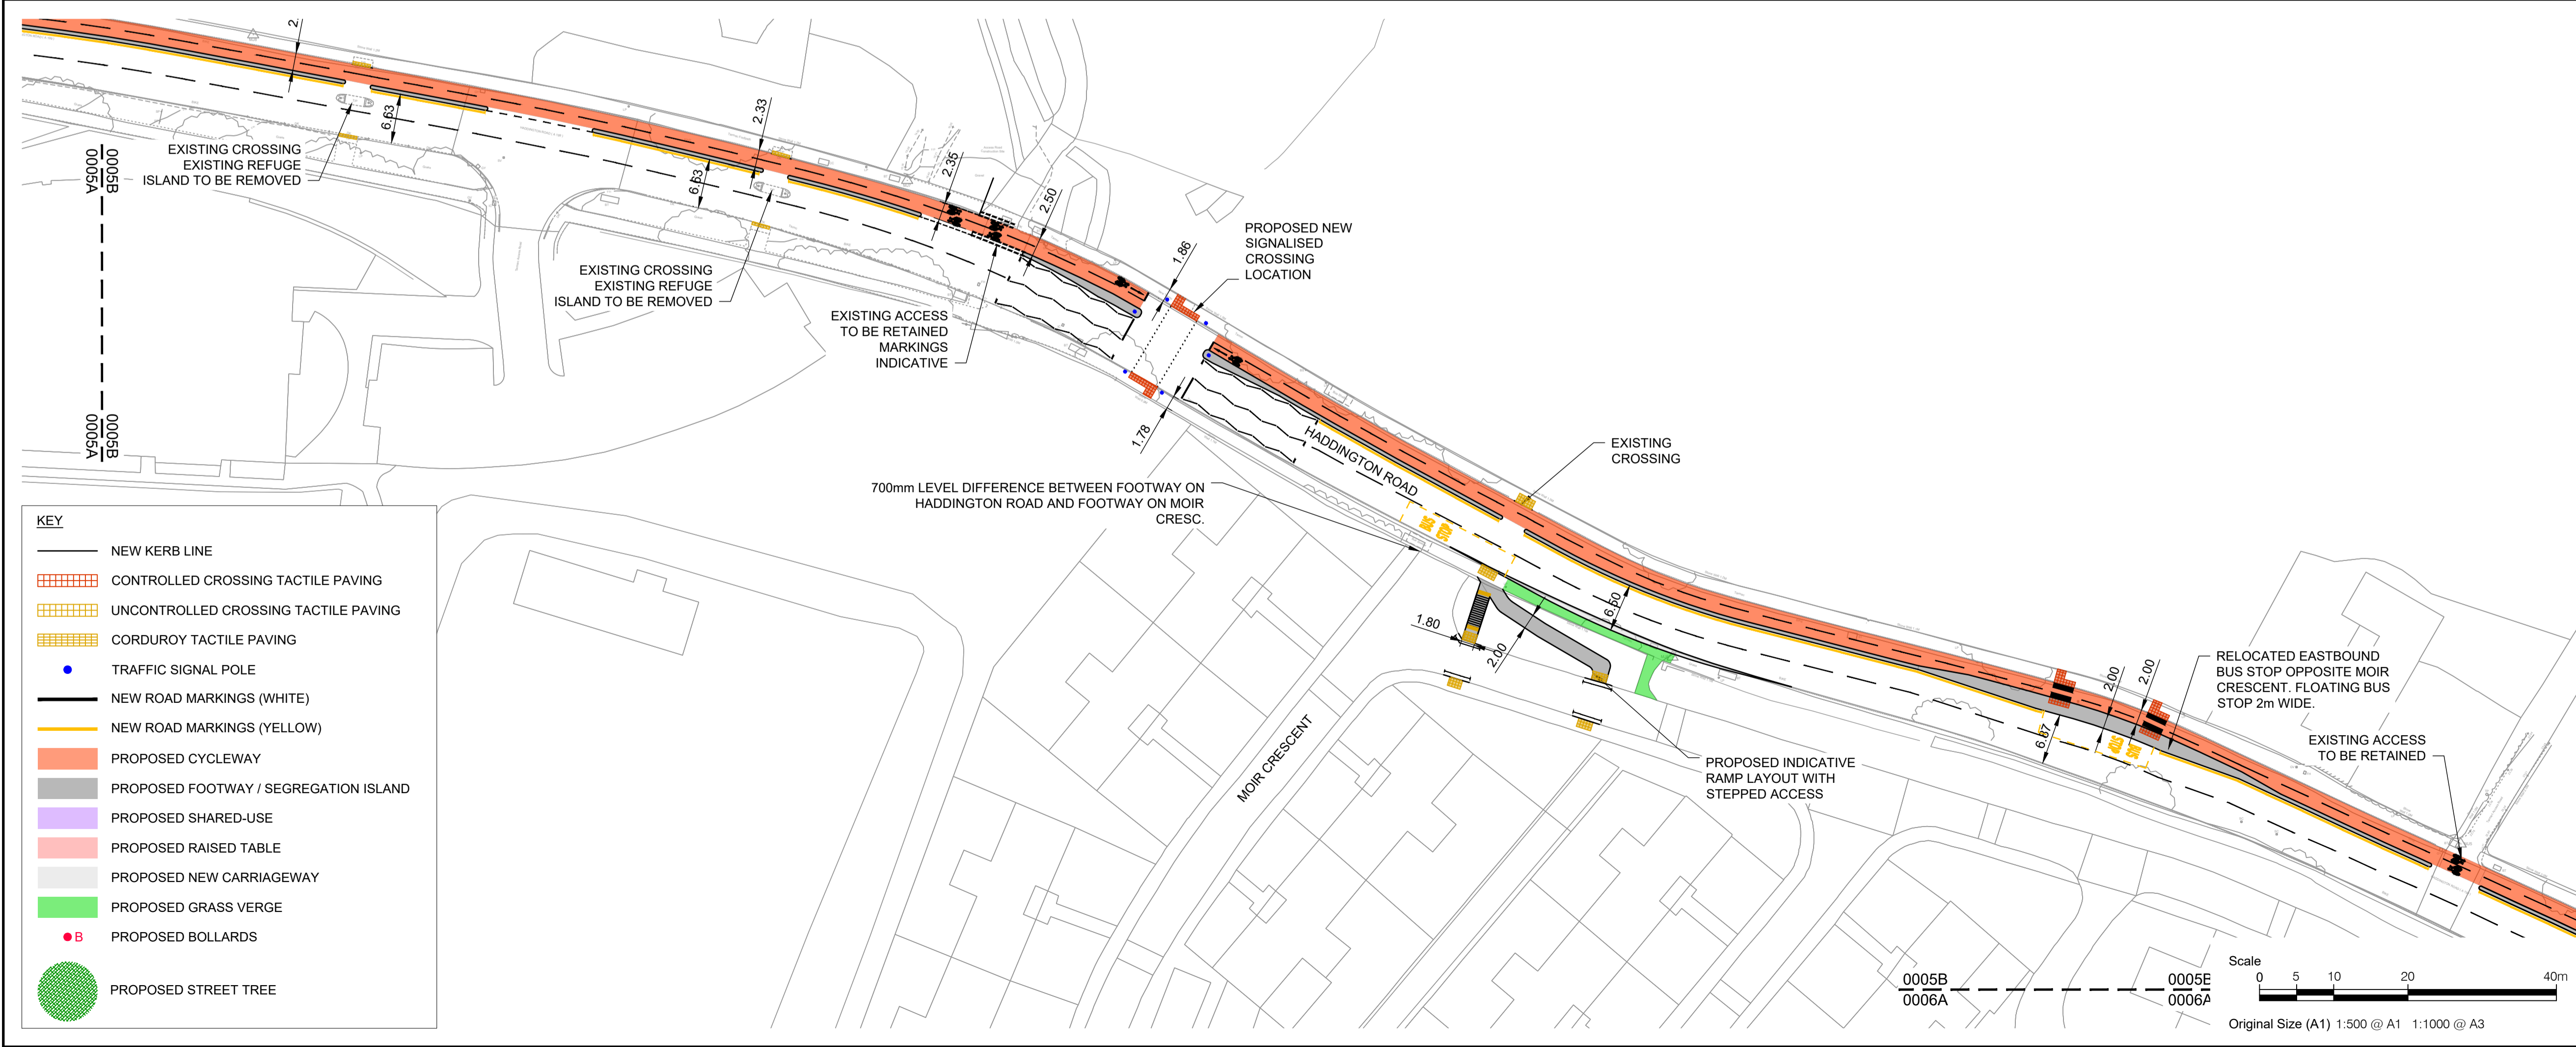 2.
6.63
2.33
6.63
2.35
2.50
1.86
1.78
0005B
0005A
0005B
0005A
EXISTING CROSSING
EXISTING REFUGE
ISLAND TO BE REMOVED
EXISTING CROSSING
EXISTING REFUGE
ISLAND TO BE REMOVED
EXISTING ACCESS
TO BE RETAINED
MARKINGS
INDICATIVE
PROPOSED NEW
SIGNALISED
CROSSING
LOCATION
HADDINGTON ROAD
EXISTING
CROSSING
700mm LEVEL DIFFERENCE BETWEEN FOOTWAY ON
HADDINGTON ROAD AND FOOTWAY ON MOIR
CRESC.
BUS
STOP
1.80
2.00
6.50
MOIR CRESCENT
PROPOSED INDICATIVE
RAMP LAYOUT WITH
STEPPED ACCESS
6.87
2.00
2.00
BUS
STOP
RELOCATED EASTBOUND
BUS STOP OPPOSITE MOIR
CRESCENT. FLOATING BUS
STOP 2m WIDE.
EXISTING ACCESS
TO BE RETAINED
KEY
NEW KERB LINE
CONTROLLED CROSSING TACTILE PAVING
UNCONTROLLED CROSSING TACTILE PAVING
CORDUROY TACTILE PAVING
TRAFFIC SIGNAL POLE
NEW ROAD MARKINGS (WHITE)
NEW ROAD MARKINGS (YELLOW)
PROPOSED CYCLEWAY
PROPOSED FOOTWAY / SEGREGATION ISLAND
PROPOSED SHARED-USE
PROPOSED RAISED TABLE
PROPOSED NEW CARRIAGEWAY
PROPOSED GRASS VERGE
B PROPOSED BOLLARDS
PROPOSED STREET TREE
0005B
0006A
0005B
0006A
Scale
0 5 10 20 40m
Original Size (A1) 1:500 @ A1 1:1000 @ A3